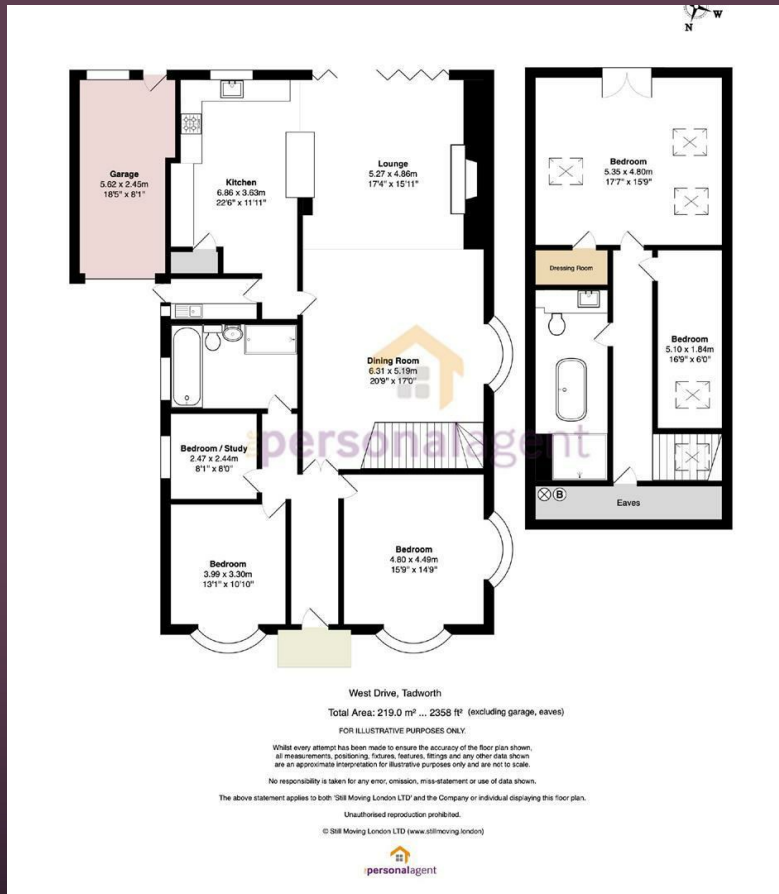 N
W
Garage
5.62 x 2.45m
18'5" x 8'1"
Kitchen
6.86 x 3.63m
22'6" x 11'11"
Lounge
5.27 x 4.86m
17'4" x 15'11"
Bedroom
5.35 x 4.80m
17'7" x 15'9"
Dressing Room
Bedroom
5.10 x 1.84m
16'9" x 6'0"
Dining Room
6.31 x 5.19m
20'9" x 17'0"
personalagent
Bedroom / Study
2.47 x 2.44m
8'1" x 8'0"
B
Eaves
Bedroom
3.99 x 3.30m
13'1" x 10'10"
Bedroom
4.80 x 4.49m
15'9" x 14'9"
West Drive, Tadworth
Total Area: 219.0 m² ... 2358 ft² (excluding garage, eaves)
FOR ILLUSTRATIVE PURPOSES ONLY.
Whilst every attempt has been made to ensure the accuracy of the floor plan shown,
all measurements, positioning, fixtures, features, fittings and any other data shown
are an approximate interpretation for illustrative purposes only and are not to scale.
No responsibility is taken for any error, omission, miss-statement or use of data shown.
The above statement applies to both 'Still Moving London LTD' and the Company or individual displaying this floor plan.
Unauthorised reproduction prohibited.
© Still Moving London LTD (www.stillmoving.london)
personalagent